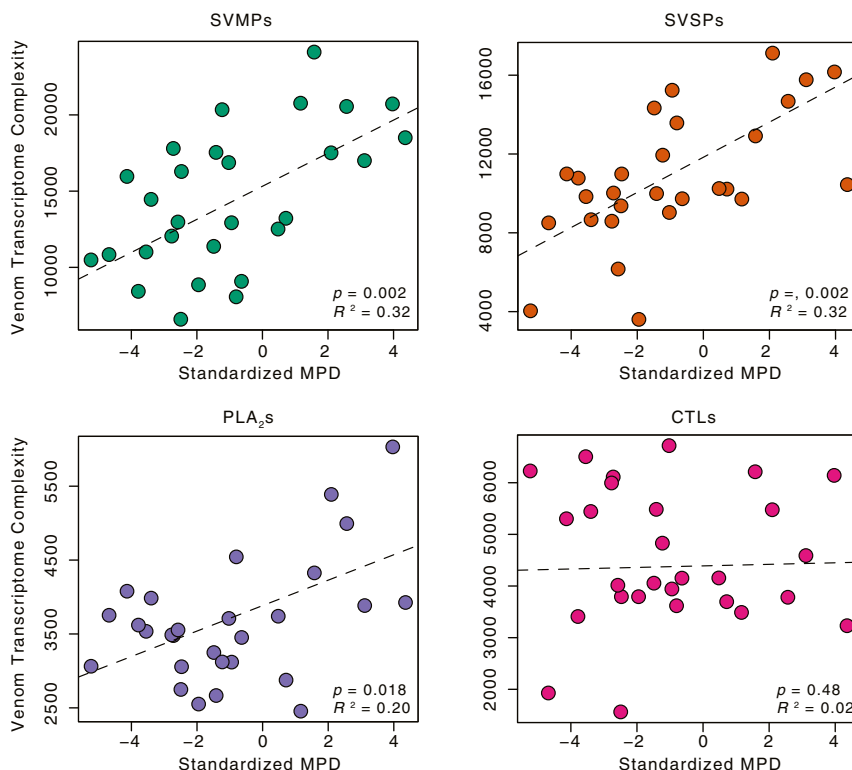 SVMPs
Venom Transcriptome Complexity
20000
15000
10000
p = 0.002
R² = 0.32
−4 −2 0 2 4
Standardized MPD
SVSPs
16000
12000
8000
4000
p =, 0.002
R² = 0.32
−4 −2 0 2 4
Standardized MPD
PLA₂s
Venom Transcriptome Complexity
5500
4500
3500
2500
p = 0.018
R² = 0.20
−4 −2 0 2 4
Standardized MPD
CTLs
6000
5000
4000
3000
2000
p = 0.48
R² = 0.02
−4 −2 0 2 4
Standardized MPD